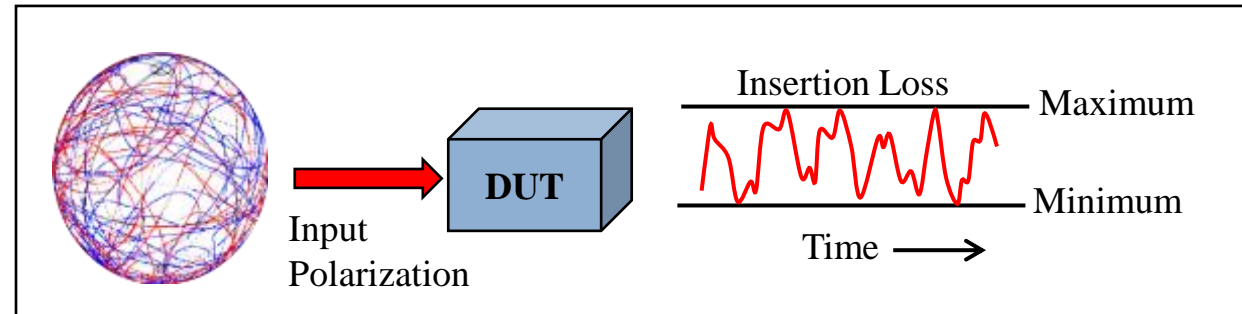 Input
Polarization
DUT
Insertion Loss
Maximum
Minimum
Time